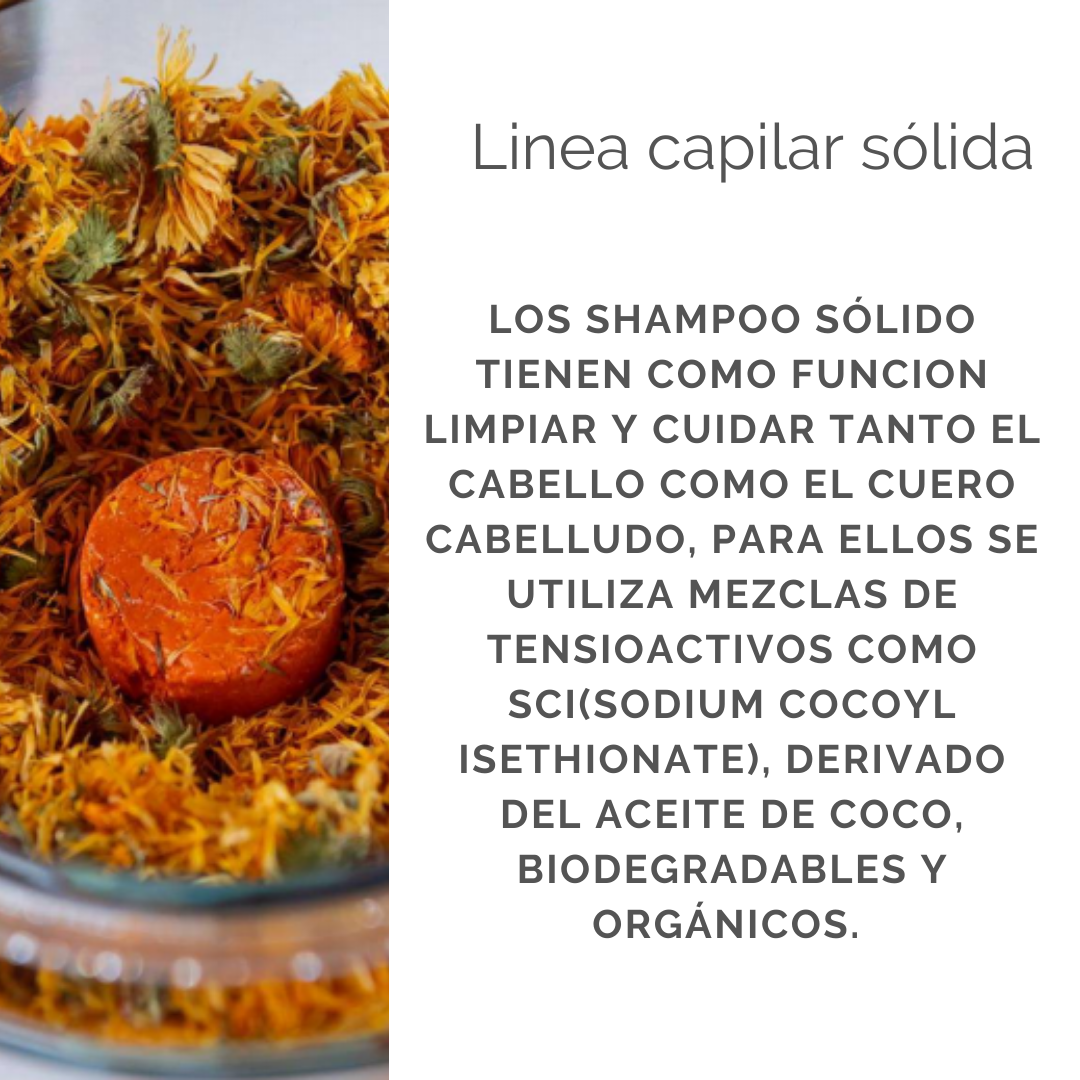 Linea capilar sólida
LOS SHAMPOO SÓLIDO
TIENEN COMO FUNCION
LIMPIAR Y CUIDAR TANTO EL
CABELLO COMO EL CUERO
CABELLUDO, PARA ELLOS SE
UTILIZA MEZCLAS DE
TENSIOACTIVOS COMO
SCI(SODIUM COCOYL
ISETHIONATE), DERIVADO
DEL ACEITE DE COCO,
BIODEGRADABLES Y
ORGÁNICOS.